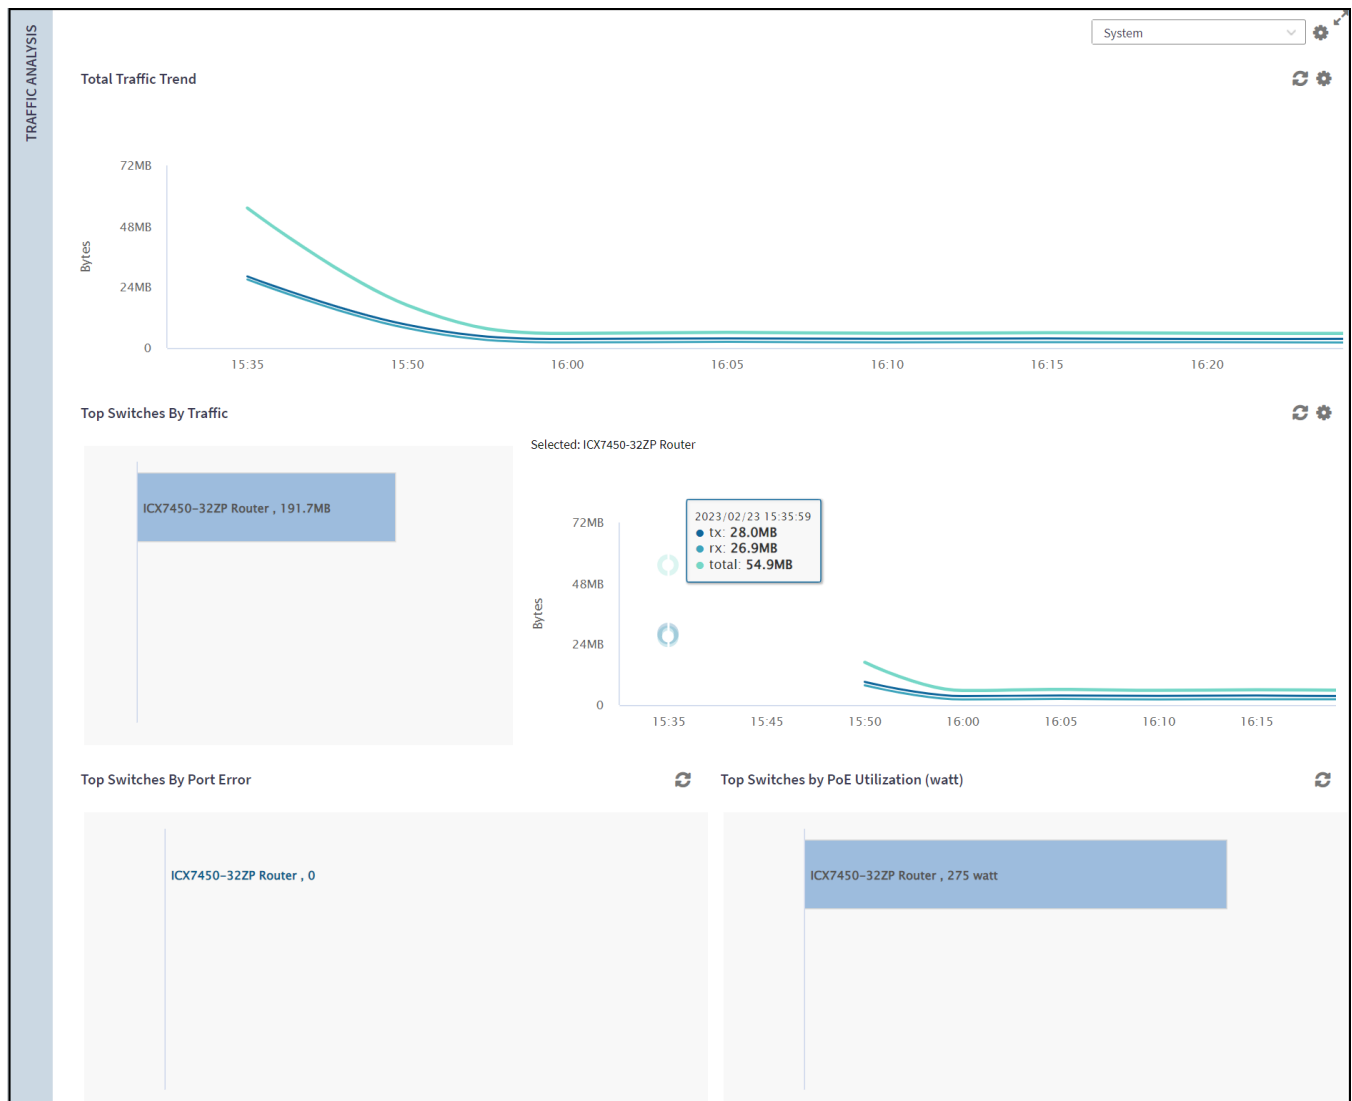 TRAFFIC ANALYSIS
System
Total Traffic Trend
72MB
48MB
24MB
0
Bytes
15:35 15:50 16:00 16:05 16:10 16:15 16:20
Top Switches By Traffic
ICX7450-32ZP Router , 191.7MB
Selected: ICX7450-32ZP Router
72MB
48MB
24MB
0
Bytes
2023/02/23 15:35:59
tx: 28.0MB
rx: 26.9MB
total: 54.9MB
15:35 15:45 15:50 16:00 16:05 16:10 16:15
Top Switches By Port Error
ICX7450-32ZP Router , 0
Top Switches by PoE Utilization (watt)
ICX7450-32ZP Router , 275 watt